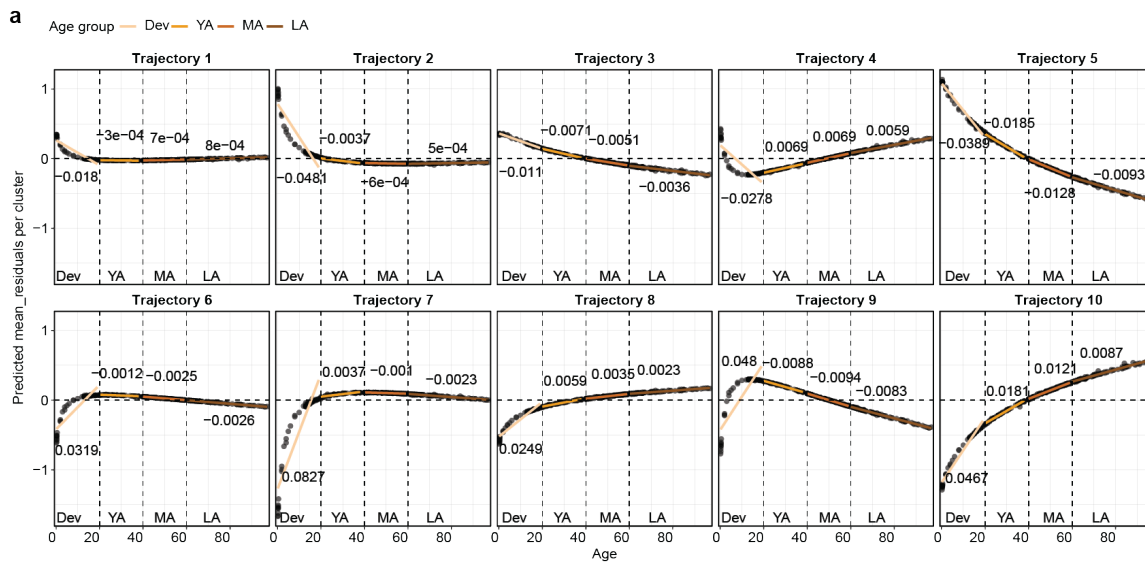 a
Age group Dev YA MA LA
Trajectory 1 Trajectory 2 Trajectory 3 Trajectory 4 Trajectory 5
Predicted mean_residuals per cluster
1
0
−1
−0.018 −3e−04 7e−04 8e−04
Dev YA MA LA
−0.0481 −0.0037 −6e−04 5e−04
Dev YA MA LA
−0.011 −0.0071 −0.0051 −0.0036
Dev YA MA LA
−0.0278 0.0069 0.0069 0.0059
Dev YA MA LA
−0.0389 −0.0185 −0.0128 −0.0093
Dev YA MA LA
Trajectory 6 Trajectory 7 Trajectory 8 Trajectory 9 Trajectory 10
1
0
−1
0.0319 −0.0012 −0.0025 −0.0026
Dev YA MA LA
0.0827 0.0037 −0.001 −0.0023
Dev YA MA LA
0.0249 0.0059 0.0035 0.0023
Dev YA MA LA
0.048 −0.0088 −0.0094 −0.0083
Dev YA MA LA
0.0467 0.0181 0.0121 0.0087
Dev YA MA LA
0 20 40 60 80 0 20 40 60 80 0 20 40 60 80 0 20 40 60 80 0 20 40 60 80
Age